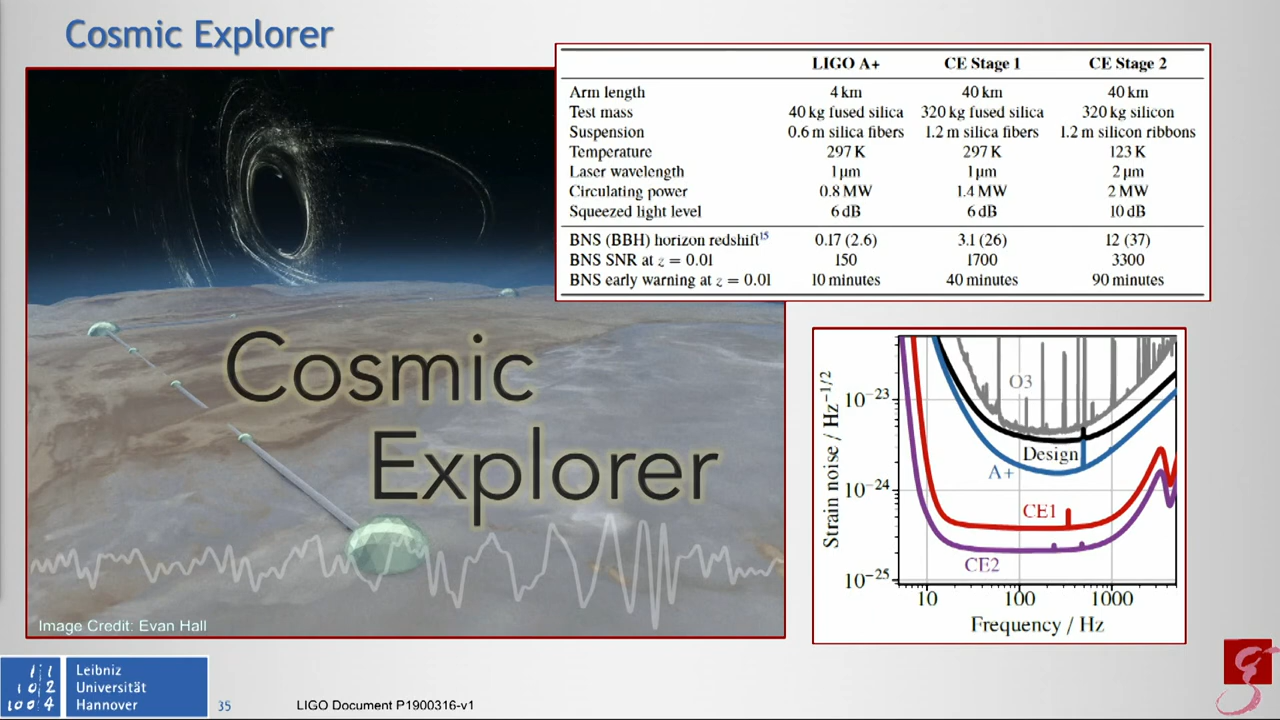 Cosmic Explorer
LIGO A+ CE Stage 1 CE Stage 2
Arm length 4 km 40 km 40 km
Test mass 40 kg fused silica 320 kg fused silica 320 kg silicon
Suspension 0.6 m silica fibers 1.2 m silica fibers 1.2 m silicon ribbons
Temperature 297 K 297 K 123 K
Laser wavelength 1 μm 1 μm 2 μm
Circulating power 0.8 MW 1.4 MW 2 MW
Squeezed light level 6 dB 6 dB 10 dB
BNS (BBH) horizon redshift¹⁵ 0.17 (2.6) 3.1 (26) 12 (37)
BNS SNR at z = 0.01 150 1700 3300
BNS early warning at z = 0.01 10 minutes 40 minutes 90 minutes
Cosmic
Explorer
Image Credit: Evan Hall
Strain noise / Hz⁻¹/²
10⁻²³
10⁻²⁴
10⁻²⁵
O3
Design
A+
CE1
CE2
10 100 1000
Frequency / Hz
Leibniz
Universität
Hannover
35
LIGO Document P1900316-v1